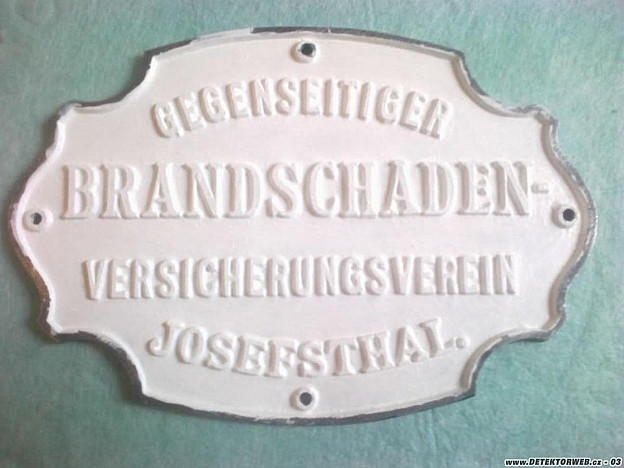 GEGENSEITIGER
BRANDSCHADEN-
VERSICHERUNGSVEREIN
JOSEFSTHAL.
www.DETEKTORWEB.cz - 03